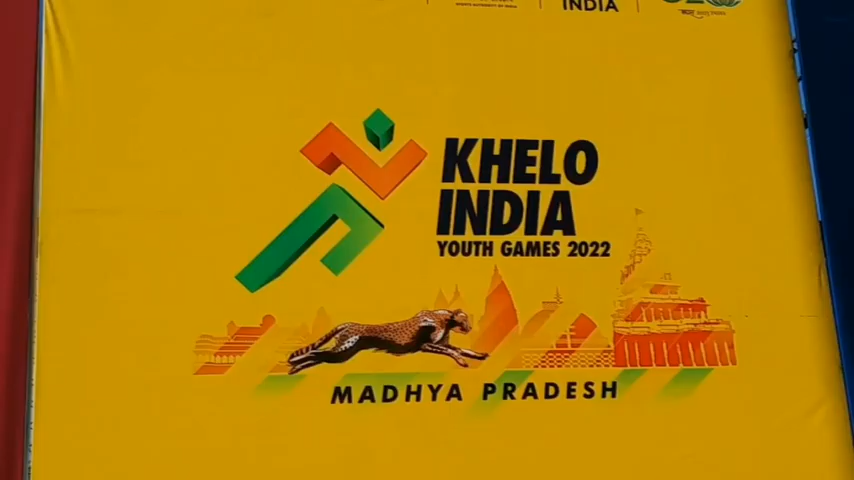 INDIA
KHELO
INDIA
YOUTH GAMES 2022
MADHYA PRADESH